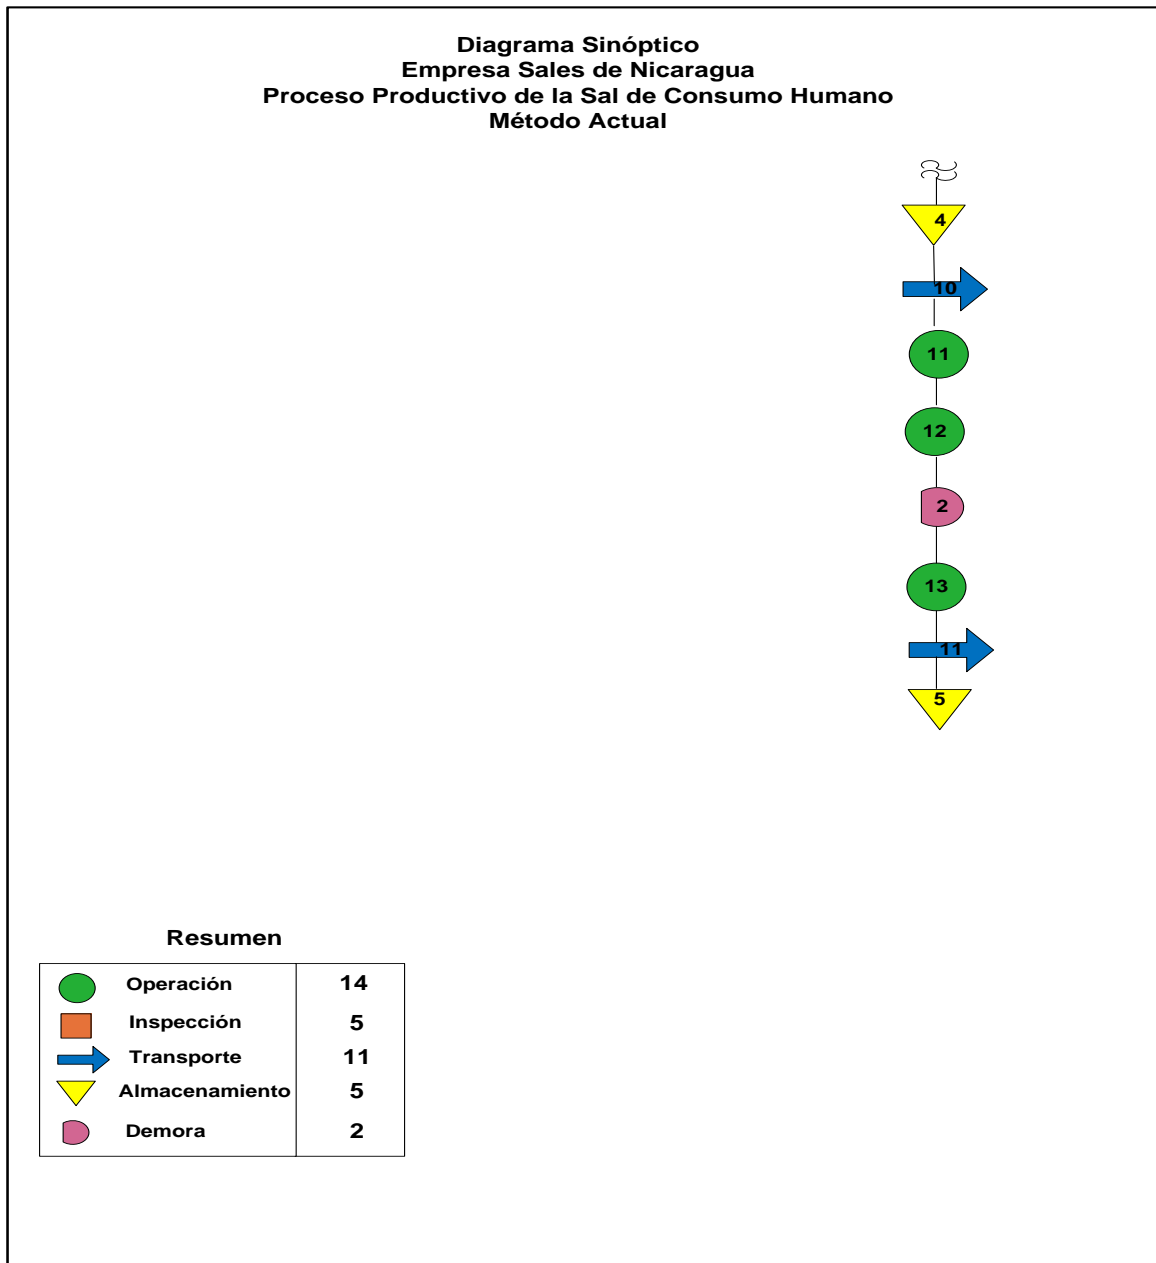 Diagrama Sinóptico
Empresa Sales de Nicaragua
Proceso Productivo de la Sal de Consumo Humano
Método Actual
4
10
11
12
2
13
11
5
Resumen
Operación 14
Inspección 5
Transporte 11
Almacenamiento 5
Demora 2